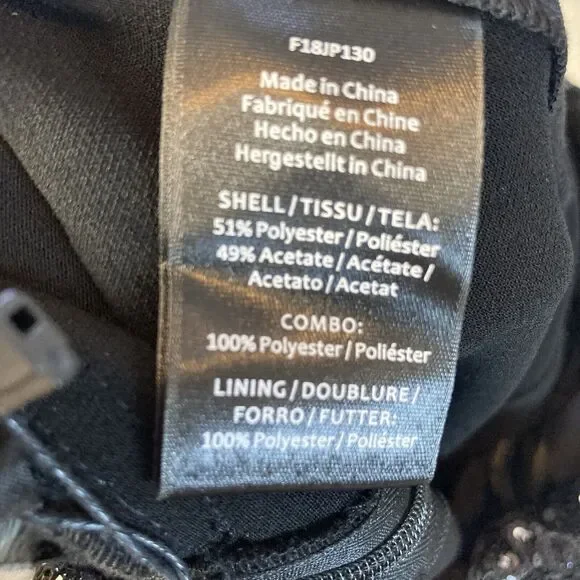 F18JP130
Made in China
Fabriqué en Chine
Hecho en China
Hergestellt in China
SHELL/TISSU/TELA:
51% Polyester/Poliéster
49% Acetate/Acétate/
Acetato/Acetat
COMBO:
100% Polyester/Poliéster
LINING/DOUBLURE/
FORRO/FUTTER:
100% Polyester/Poliéster